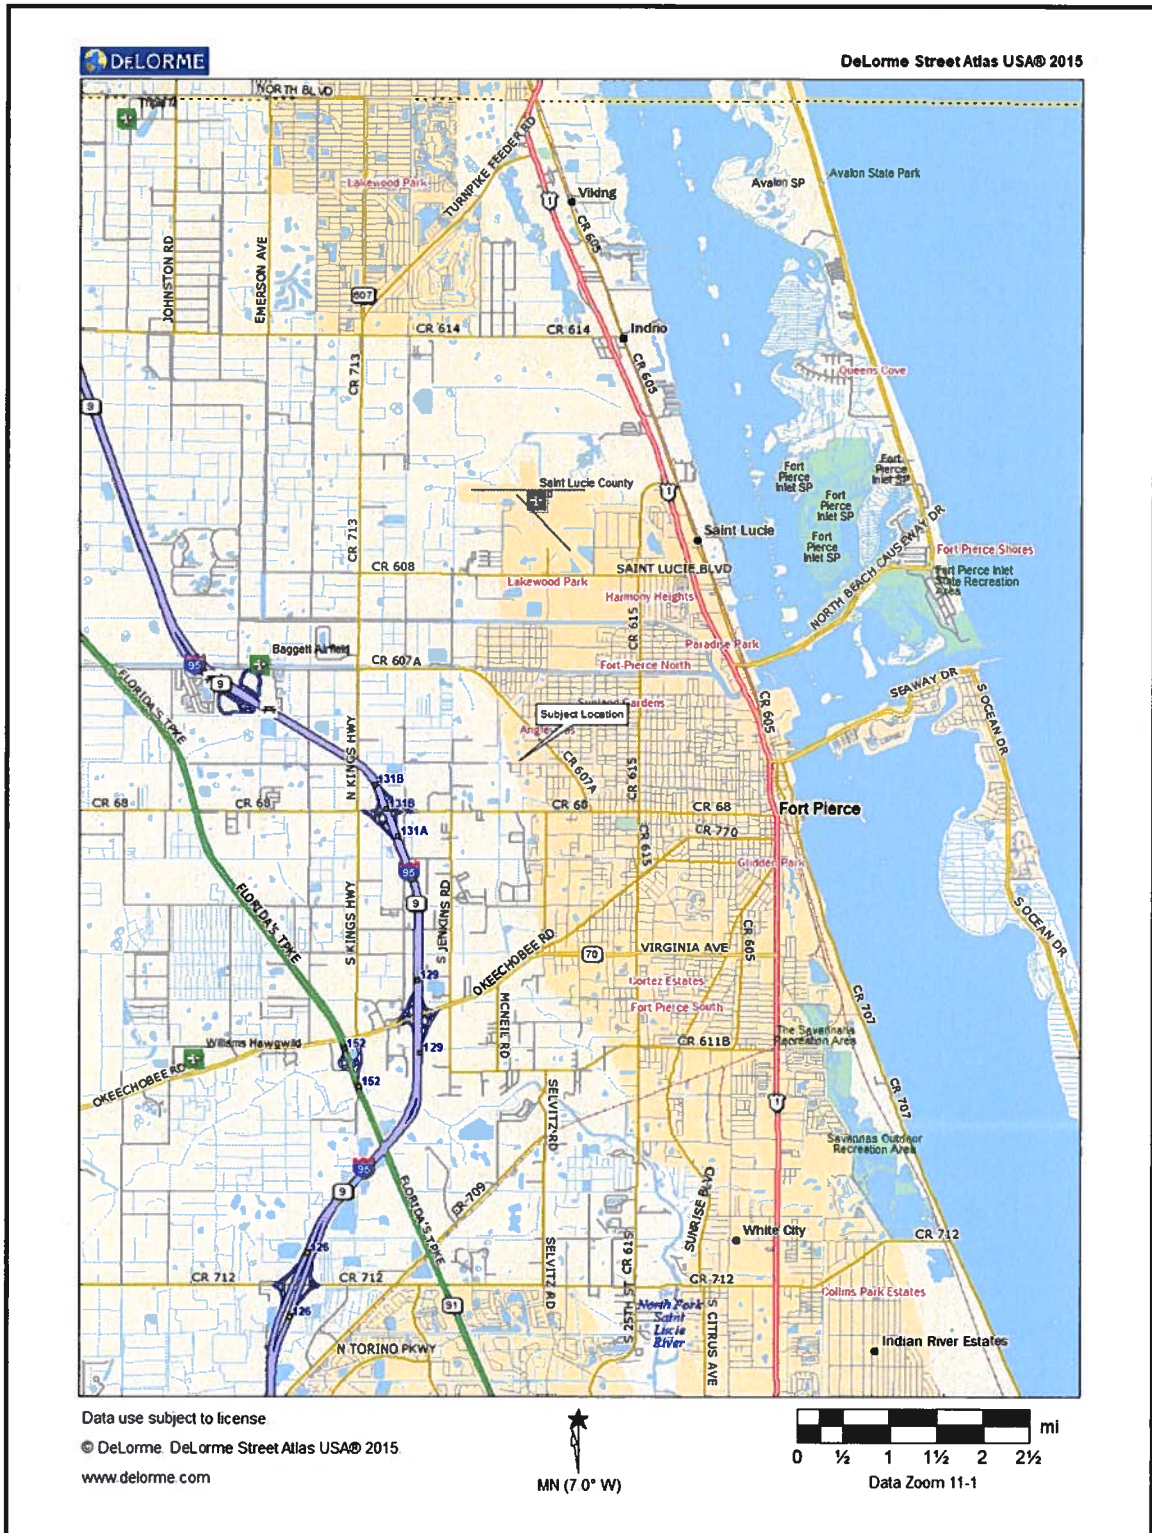 DELORME
DeLorme Street Atlas USA® 2015
NORTH BLVD
Lakewood Park
TURNPIKE FEEDER RD
Avalon SP
Avalon State Park
1
Viking
CR 605
JOHNSTON RD
EMERSON AVE
607
CR 614
CR 614
Indrio
CR 605
CR 713
Queens Cove
9
Fort
Pierce
Inlet SP
Fort
Pierce
Inlet SP
Fort
Pierce
Inlet SP
Fort
Pierce
Inlet SP
Saint Lucie County
1
CR 713
Saint Lucie
NORTH BEACH CAUSEWAY DR
Fort Pierce Shores
CR 608
SAINT LUCIE BLVD
Lakewood Park
Fort Pierce Inlet
State Recreation
Area
Harmony Heights
CR 615
Paradise Park
Baggett Airfield
CR 607A
Fort Pierce North
95
9
FLORIDA'S TPKE
SEAWAY DR
S OCEAN DR
CR 605
Subject Location
N KINGS HWY
CR 607A
CR 615
131B
CR 68
CR 68
131B
CR 68
CR 68
Fort Pierce
131A
CR 770
CR 615
Glidden Park
95
FLORIDA'S TPKE
S KINGS HWY
9
S JENKINS RD
S OCEAN DR
OKEECHOBEE RD
70
VIRGINIA AVE
CR 605
129
Cortez Estates
MCNEIL RD
Fort Pierce South
CR 707
The Savannahs
Recreation Area
Williams Hawgwild
152
129
CR 611B
OKEECHOBEE RD
152
SELVITZ RD
1
CR 707
Savannas Outdoor
Recreation Area
95
9
FLORIDA'S TPKE
CR 709
SUNRISE BLVD
White City
CR 712
126
SELVITZ RD
CR 615
CR 712
CR 712
CR 712
Collins Park Estates
126
91
S 25TH ST
North Fork
Saint
Lucie
River
S CITRUS AVE
N TORINO PKWY
Indian River Estates
Data use subject to license.
© DeLorme. DeLorme Street Atlas USA® 2015.
www.delorme.com
MN (7.0° W)
mi
0 ½ 1 1½ 2 2½
Data Zoom 11-1